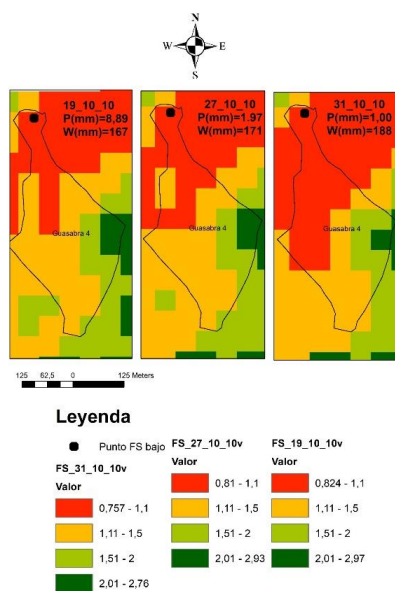 N
W E
S
19_10_10
P(mm)=8,89
W(mm)=167
Guasabra 4
27_10_10
P(mm)=1.97
W(mm)=171
Guasabra 4
31_10_10
P(mm)=1,00
W(mm)=188
Guasabra 4
125 62,5 0 125 Meters
Leyenda
Punto FS bajo
FS_31_10_10v
Valor
0,757 - 1,1
1,11 - 1,5
1,51 - 2
2,01 - 2,76
FS_27_10_10v
Valor
0,81 - 1.1
1,11 - 1,5
1,51 - 2
2,01 - 2,93
FS_19_10_10v
Valor
0,824 - 1,1
1,11 - 1,5
1,51 - 2
2,01 - 2,97